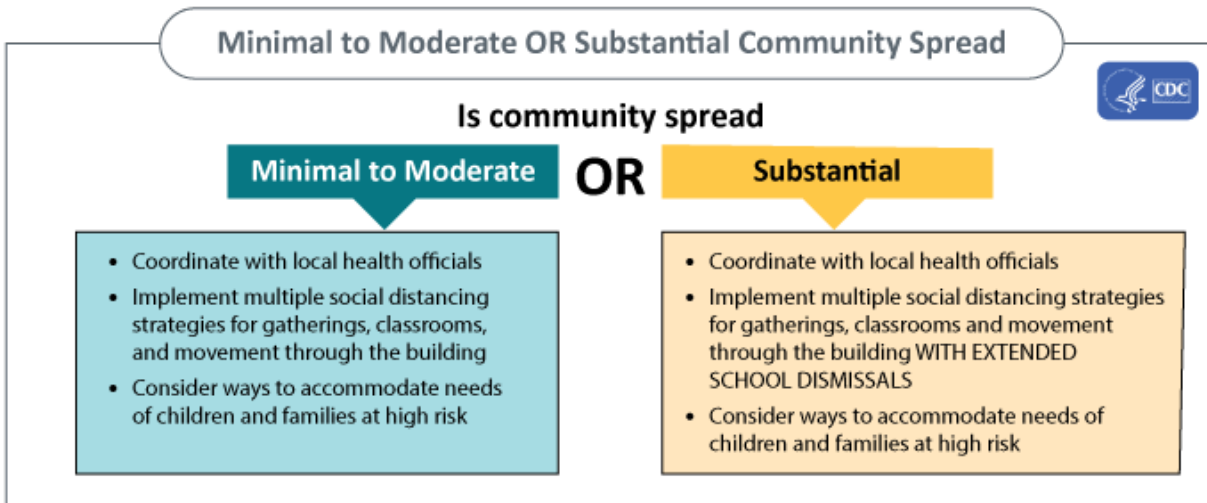 Minimal to Moderate OR Substantial Community Spread
CDC
Is community spread
Minimal to Moderate
OR
Substantial
• Coordinate with local health officials
• Implement multiple social distancing
strategies for gatherings, classrooms,
and movement through the building
• Consider ways to accommodate needs
of children and families at high risk
• Coordinate with local health officials
• Implement multiple social distancing strategies
for gatherings, classrooms and movement
through the building WITH EXTENDED
SCHOOL DISMISSALS
• Consider ways to accommodate needs of
children and families at high risk